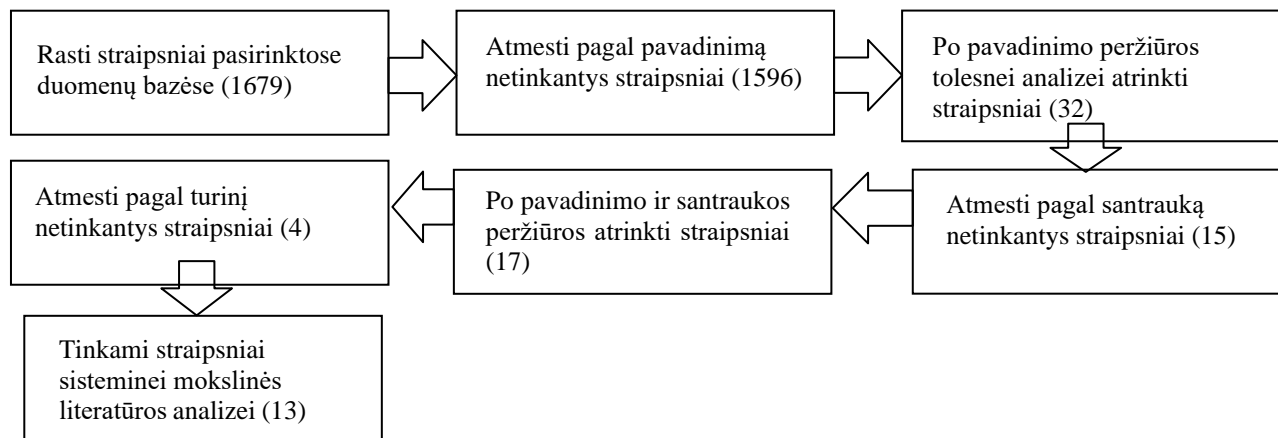 Rasti straipsniai pasirinktose
duomenų bazėse (1679)
Atmesti pagal pavadinimą
netinkantys straipsniai (1596)
Po pavadinimo peržiūros
tolesnei analizei atrinkti
straipsniai (32)
Atmesti pagal santrauką
netinkantys straipsniai (15)
Po pavadinimo ir santraukos
peržiūros atrinkti straipsniai
(17)
Atmesti pagal turinį
netinkantys straipsniai (4)
Tinkami straipsniai
sisteminei mokslinės
literatūros analizei (13)